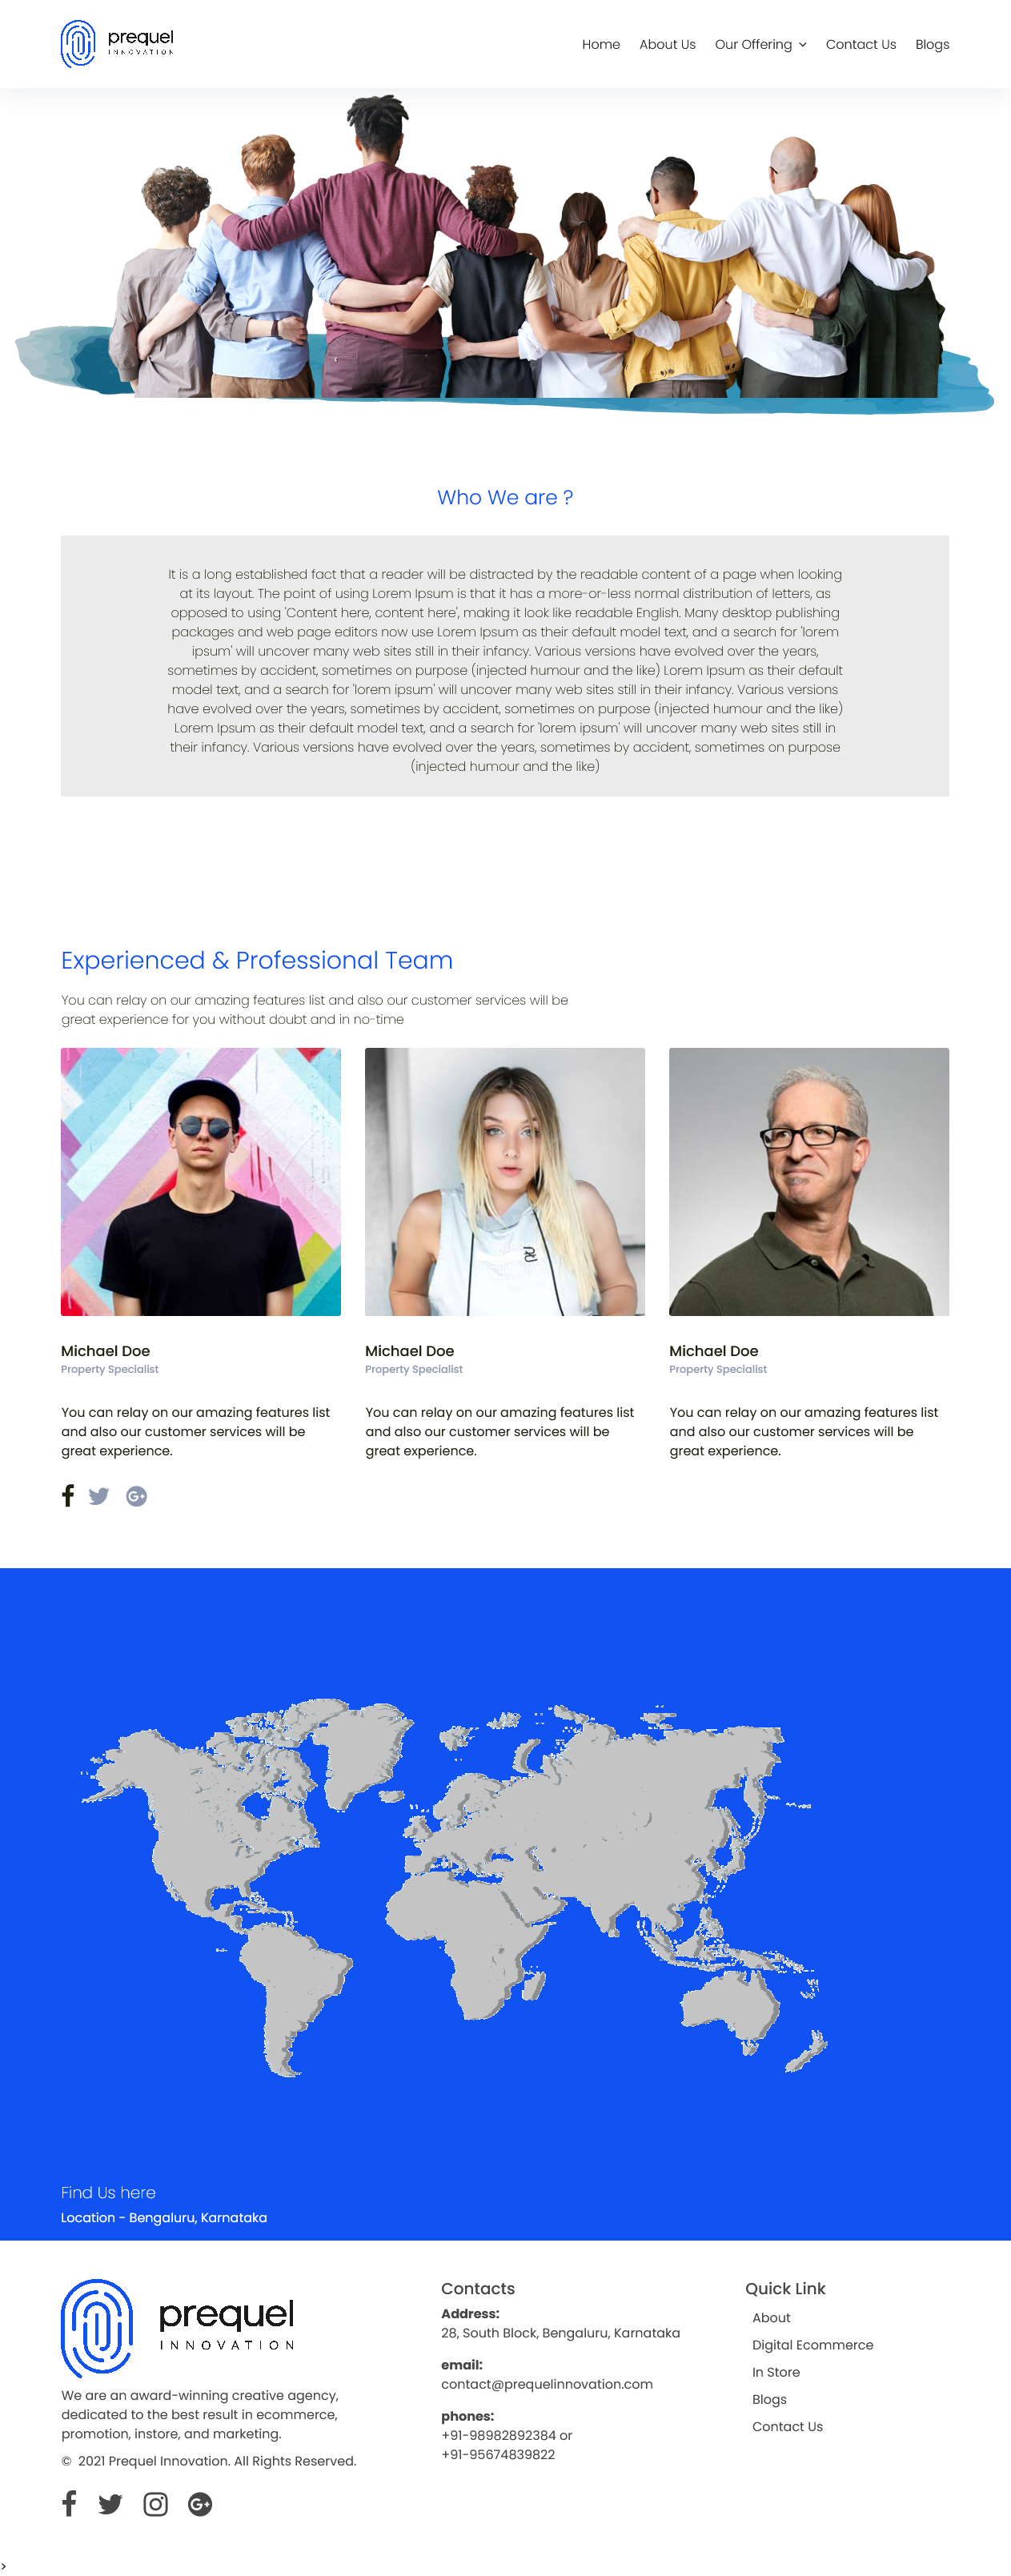 prequel
INNOVATION
Home About Us Our Offering Contact Us Blogs
Who We are ?
It is a long established fact that a reader will be distracted by the readable content of a page when looking
at its layout. The point of using Lorem Ipsum is that it has a more-or-less normal distribution of letters, as
opposed to using 'Content here, content here', making it look like readable English. Many desktop publishing
packages and web page editors now use Lorem Ipsum as their default model text, and a search for 'lorem
ipsum' will uncover many web sites still in their infancy. Various versions have evolved over the years,
sometimes by accident, sometimes on purpose (injected humour and the like) Lorem Ipsum as their default
model text, and a search for 'lorem ipsum' will uncover many web sites still in their infancy. Various versions
have evolved over the years, sometimes by accident, sometimes on purpose (injected humour and the like)
Lorem Ipsum as their default model text, and a search for 'lorem ipsum' will uncover many web sites still in
their infancy. Various versions have evolved over the years, sometimes by accident, sometimes on purpose
(injected humour and the like)
Experienced & Professional Team
You can relay on our amazing features list and also our customer services will be
great experience for you without doubt and in no-time
Michael Doe
Property Specialist
You can relay on our amazing features list
and also our customer services will be
great experience.
Michael Doe
Property Specialist
You can relay on our amazing features list
and also our customer services will be
great experience.
Michael Doe
Property Specialist
You can relay on our amazing features list
and also our customer services will be
great experience.
Find Us here
Location - Bengaluru, Karnataka
prequel
INNOVATION
We are an award-winning creative agency,
dedicated to the best result in ecommerce,
promotion, instore, and marketing.
© 2021 Prequel Innovation. All Rights Reserved.
Contacts
Address:
28, South Block, Bengaluru, Karnataka
email:
contact@prequelinnovation.com
phones:
+91-98982892384 or
+91-95674839822
Quick Link
About
Digital Ecommerce
In Store
Blogs
Contact Us
>